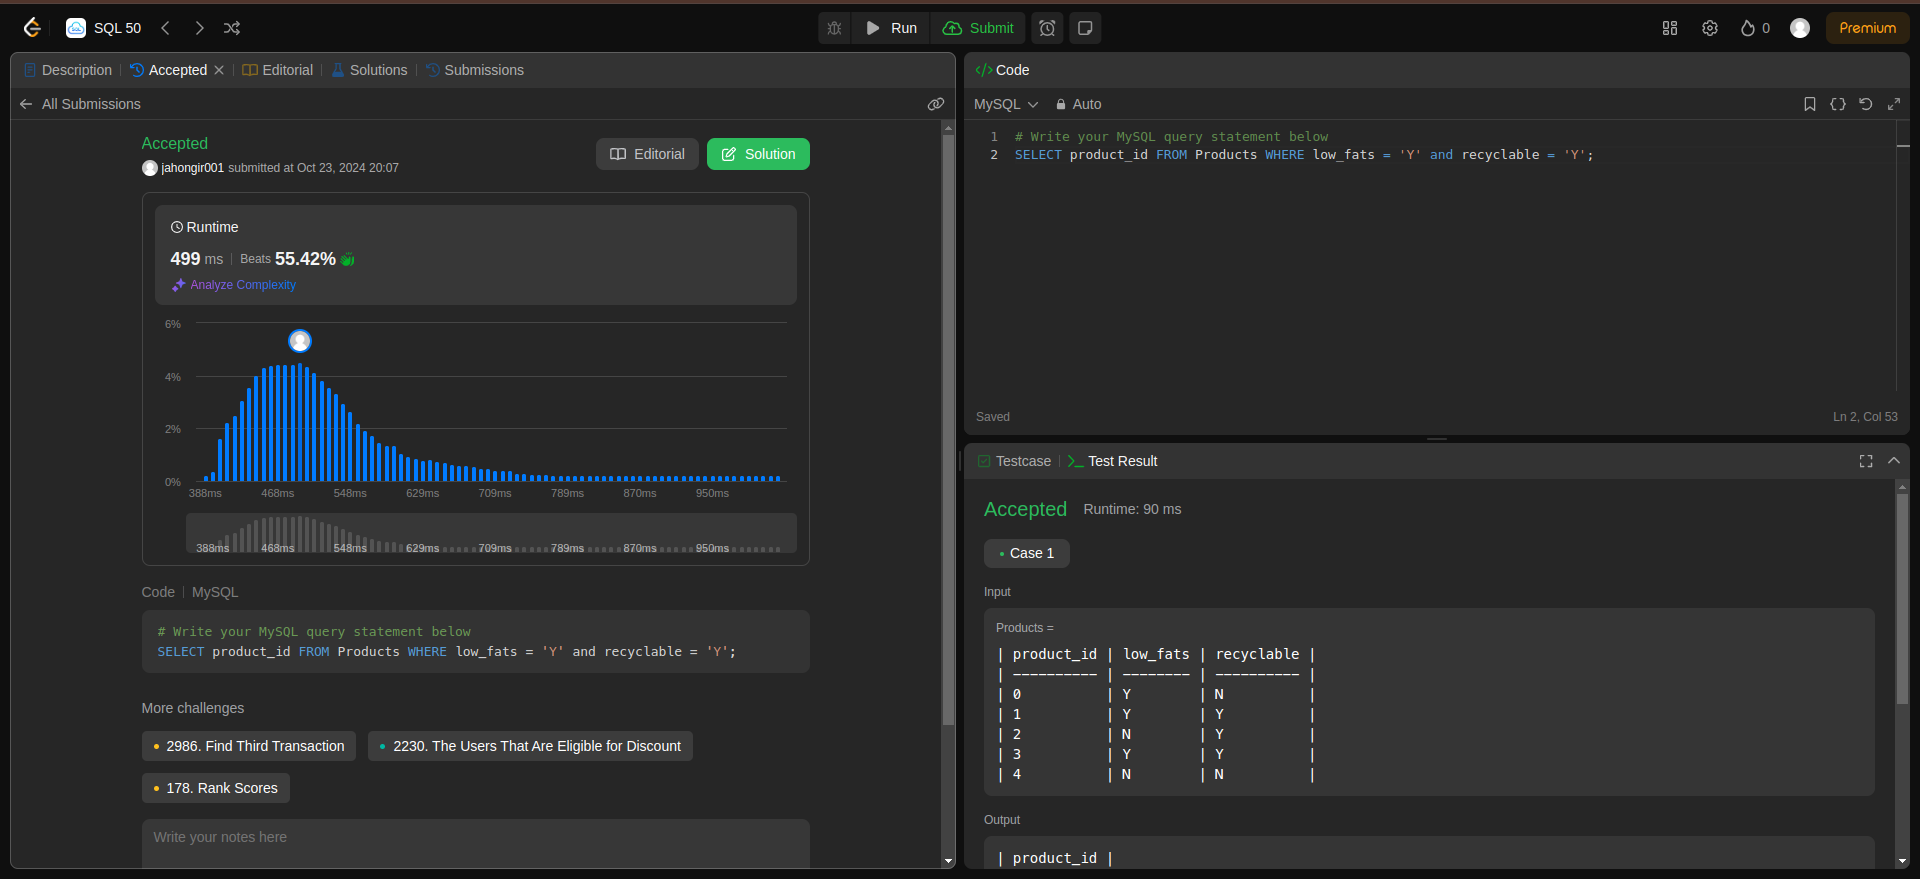 SQL 50
Run
Submit
0
Premium
Description
Accepted
Editorial
Solutions
Submissions
All Submissions
Accepted
jahongir001 submitted at Oct 23, 2024 20:07
Editorial
Solution
Runtime
499 ms
Beats 55.42%
Analyze Complexity
6%
4%
2%
0%
388ms 468ms 548ms 629ms 709ms 789ms 870ms 950ms
388ms 468ms 548ms 629ms 709ms 789ms 870ms 950ms
Code
MySQL
# Write your MySQL query statement below
SELECT product_id FROM Products WHERE low_fats = 'Y' and recyclable = 'Y';
More challenges
2986. Find Third Transaction
2230. The Users That Are Eligible for Discount
178. Rank Scores
Write your notes here
</> Code
MySQL
Auto
1 # Write your MySQL query statement below
2 SELECT product_id FROM Products WHERE low_fats = 'Y' and recyclable = 'Y';
Saved
Ln 2, Col 53
Testcase
Test Result
Accepted
Runtime: 90 ms
Case 1
Input
Products =
| product_id | low_fats | recyclable |
| ---------- | -------- | ---------- |
| 0 | Y | N |
| 1 | Y | Y |
| 2 | N | Y |
| 3 | Y | Y |
| 4 | N | N |
Output
| product_id |